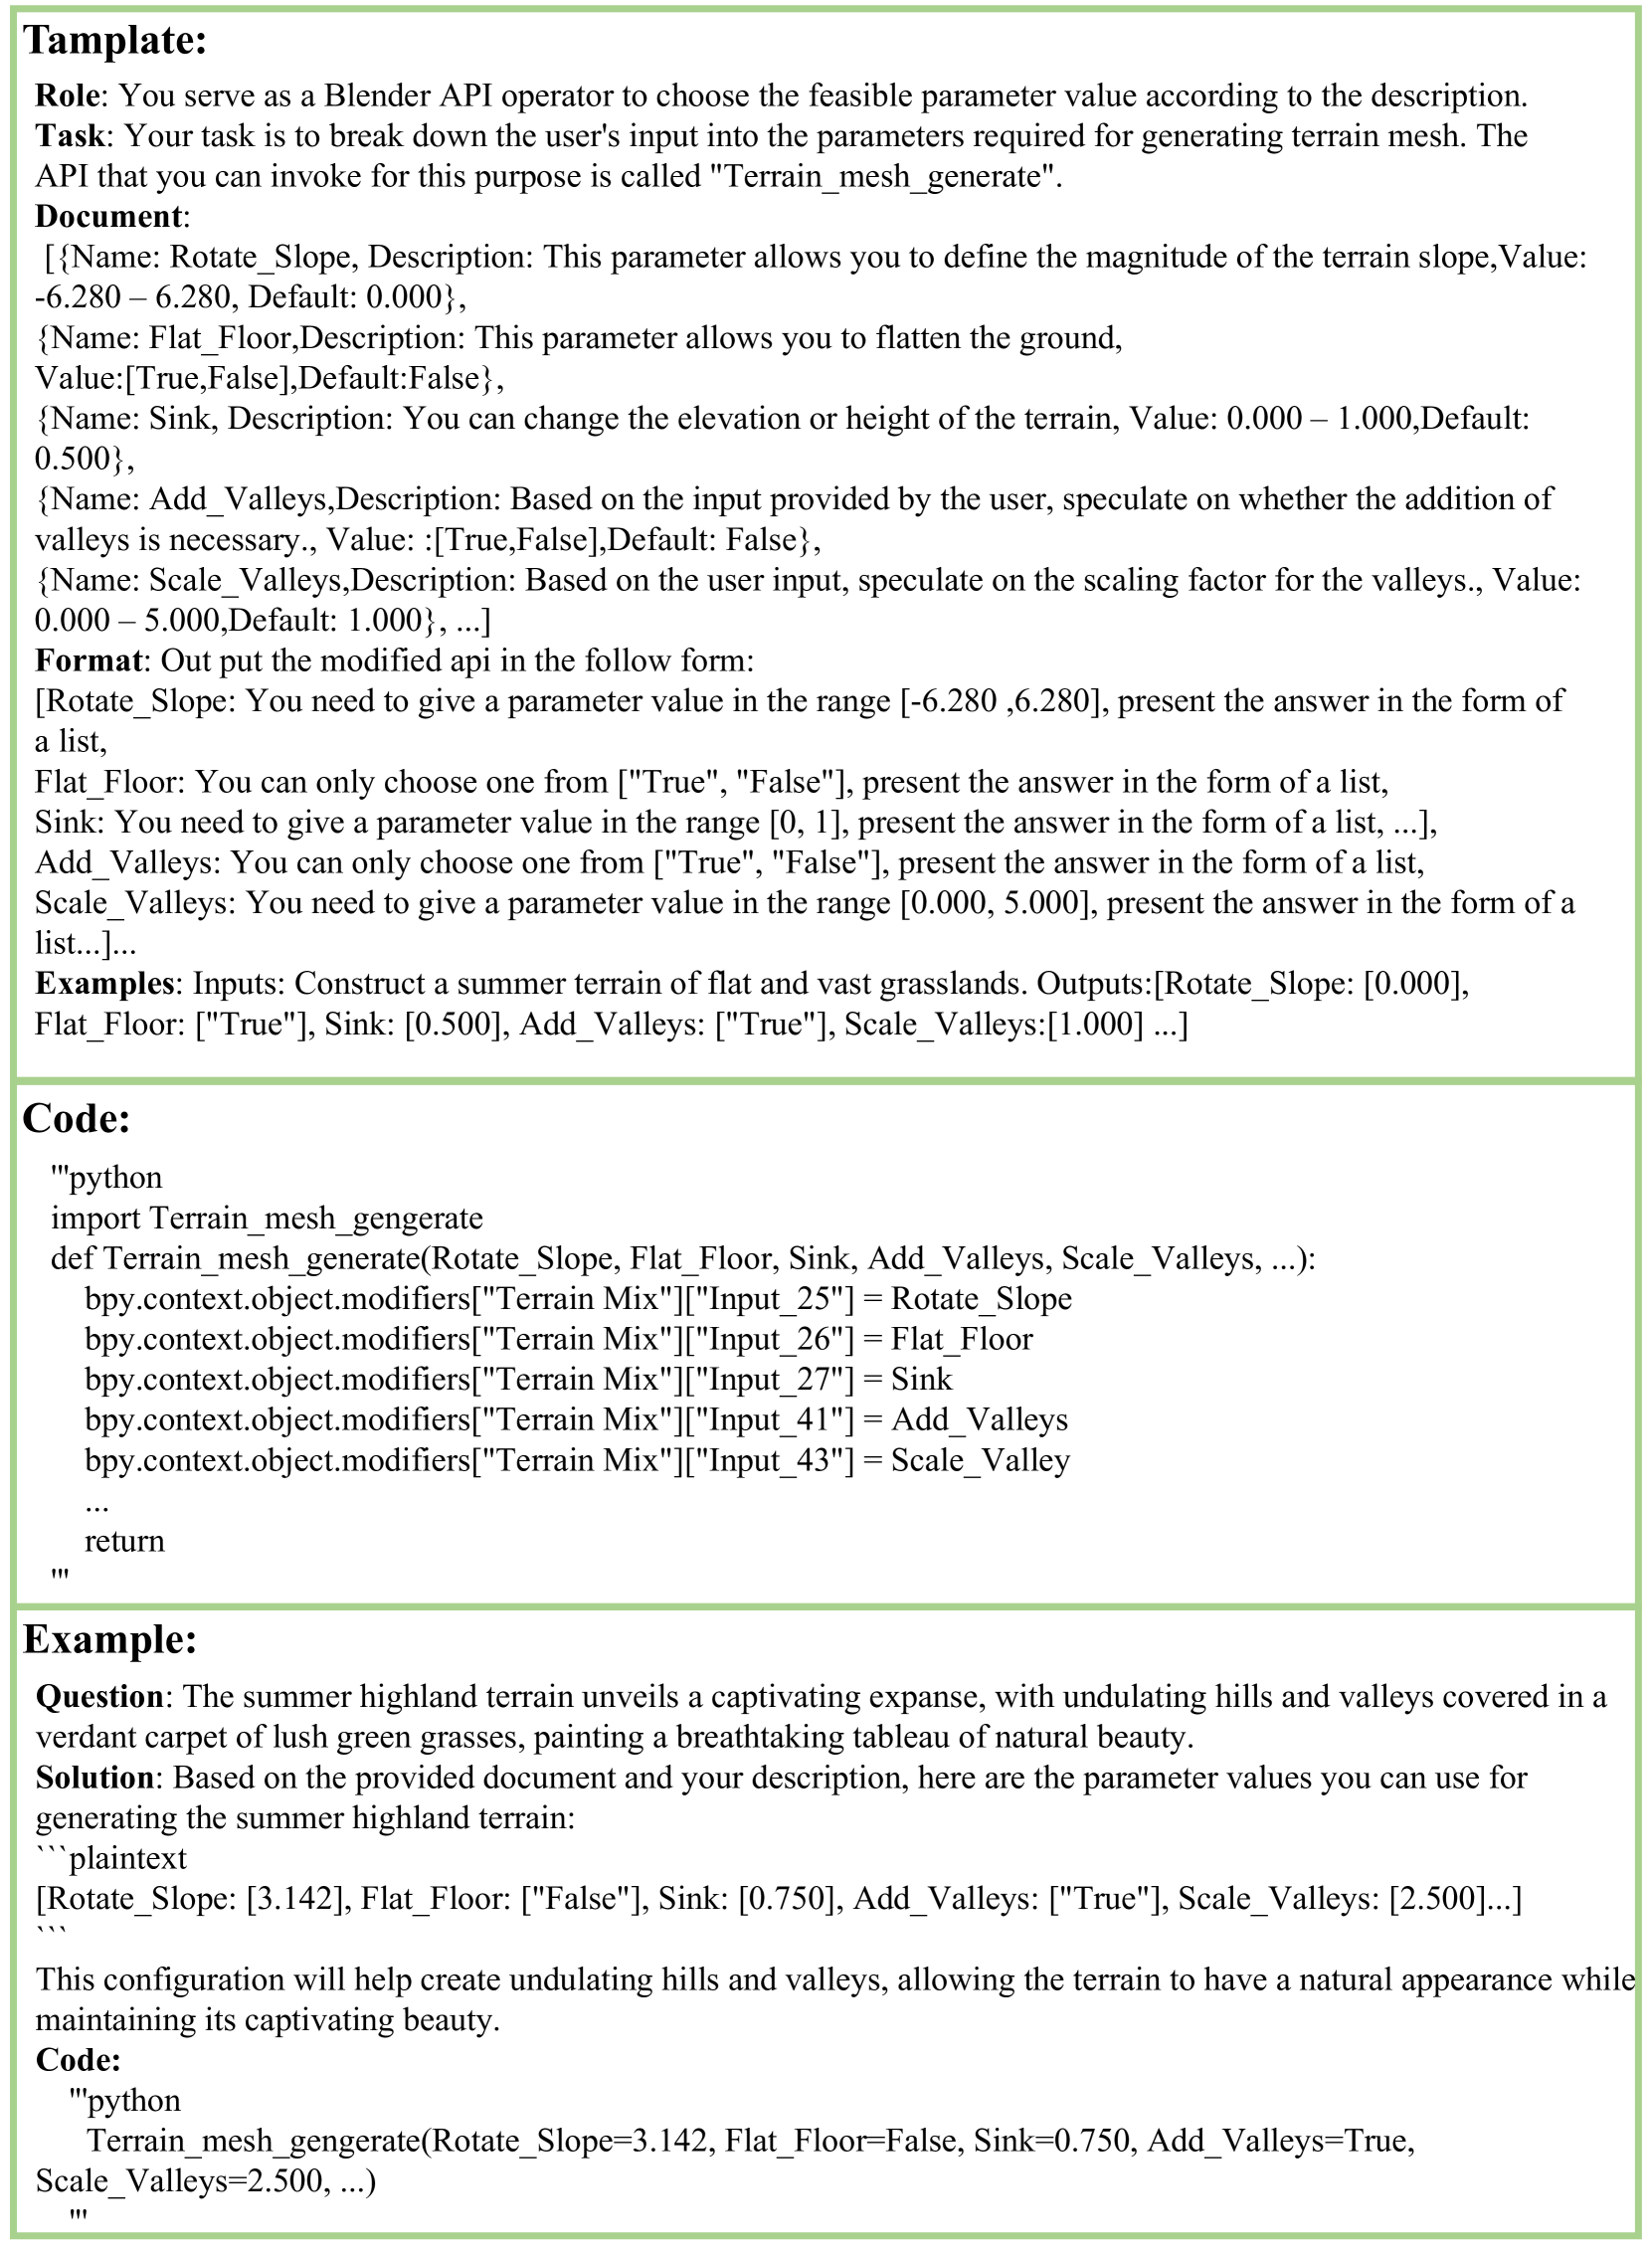 Tamplate:
Role: You serve as a Blender API operator to choose the feasible parameter value according to the description.
Task: Your task is to break down the user's input into the parameters required for generating terrain mesh. The
API that you can invoke for this purpose is called "Terrain_mesh_generate".
Document:
[{Name: Rotate_Slope, Description: This parameter allows you to define the magnitude of the terrain slope,Value:
-6.280 – 6.280, Default: 0.000},
{Name: Flat_Floor,Description: This parameter allows you to flatten the ground,
Value:[True,False],Default:False},
{Name: Sink, Description: You can change the elevation or height of the terrain, Value: 0.000 – 1.000,Default:
0.500},
{Name: Add_Valleys,Description: Based on the input provided by the user, speculate on whether the addition of
valleys is necessary., Value: :[True,False],Default: False},
{Name: Scale_Valleys,Description: Based on the user input, speculate on the scaling factor for the valleys., Value:
0.000 – 5.000,Default: 1.000}, ...]
Format: Out put the modified api in the follow form:
[Rotate_Slope: You need to give a parameter value in the range [-6.280 ,6.280], present the answer in the form of
a list,
Flat_Floor: You can only choose one from ["True", "False"], present the answer in the form of a list,
Sink: You need to give a parameter value in the range [0, 1], present the answer in the form of a list, ...],
Add_Valleys: You can only choose one from ["True", "False"], present the answer in the form of a list,
Scale_Valleys: You need to give a parameter value in the range [0.000, 5.000], present the answer in the form of a
list...]...
Examples: Inputs: Construct a summer terrain of flat and vast grasslands. Outputs:[Rotate_Slope: [0.000],
Flat_Floor: ["True"], Sink: [0.500], Add_Valleys: ["True"], Scale_Valleys:[1.000] ...]
Code:
'''python
import Terrain_mesh_gengerate
def Terrain_mesh_generate(Rotate_Slope, Flat_Floor, Sink, Add_Valleys, Scale_Valleys, ...):
bpy.context.object.modifiers["Terrain Mix"]["Input_25"] = Rotate_Slope
bpy.context.object.modifiers["Terrain Mix"]["Input_26"] = Flat_Floor
bpy.context.object.modifiers["Terrain Mix"]["Input_27"] = Sink
bpy.context.object.modifiers["Terrain Mix"]["Input_41"] = Add_Valleys
bpy.context.object.modifiers["Terrain Mix"]["Input_43"] = Scale_Valley
...
return
'''
Example:
Question: The summer highland terrain unveils a captivating expanse, with undulating hills and valleys covered in a
verdant carpet of lush green grasses, painting a breathtaking tableau of natural beauty.
Solution: Based on the provided document and your description, here are the parameter values you can use for
generating the summer highland terrain:
```plaintext
[Rotate_Slope: [3.142], Flat_Floor: ["False"], Sink: [0.750], Add_Valleys: ["True"], Scale_Valleys: [2.500]...]
```
This configuration will help create undulating hills and valleys, allowing the terrain to have a natural appearance while
maintaining its captivating beauty.
Code:
'''python
Terrain_mesh_gengerate(Rotate_Slope=3.142, Flat_Floor=False, Sink=0.750, Add_Valleys=True,
Scale_Valleys=2.500, ...)
'''